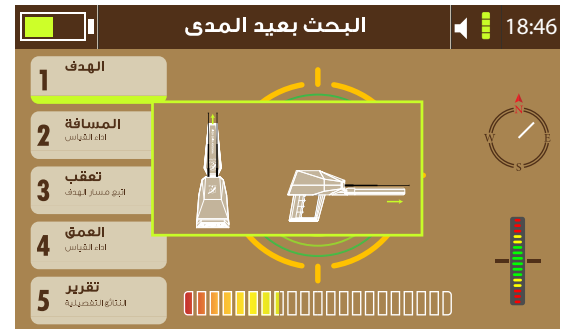 البحث بعيد المدى
18:46
1 الهدف
2 المسافة
اداء القياس
3 تعقب
اتبع مسار الهدف
4 العمق
اداء القياس
5 تقرير
النتائج التفصيلية
N
W E
S